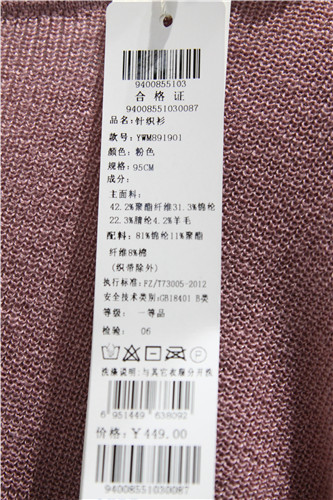 9400855103
合格证
9400855103​0087
品名:针织衫
款号:YWM891901
颜色:粉色
规格:95CM
成分:
主面料:
42.2%聚酯纤维31.3%锦纶
22.3%腈纶4.2%羊毛
配料:81%锦纶11%聚酯
纤维8%棉
(织带除外)
执行标准:FZ/T73005-2012
安全技术类别:GB18401 B类
等级: 一等品
检验: 06
洗涤说明:与其它衣服分开洗
6 951449 638092
价格:￥449.00
94008551030087